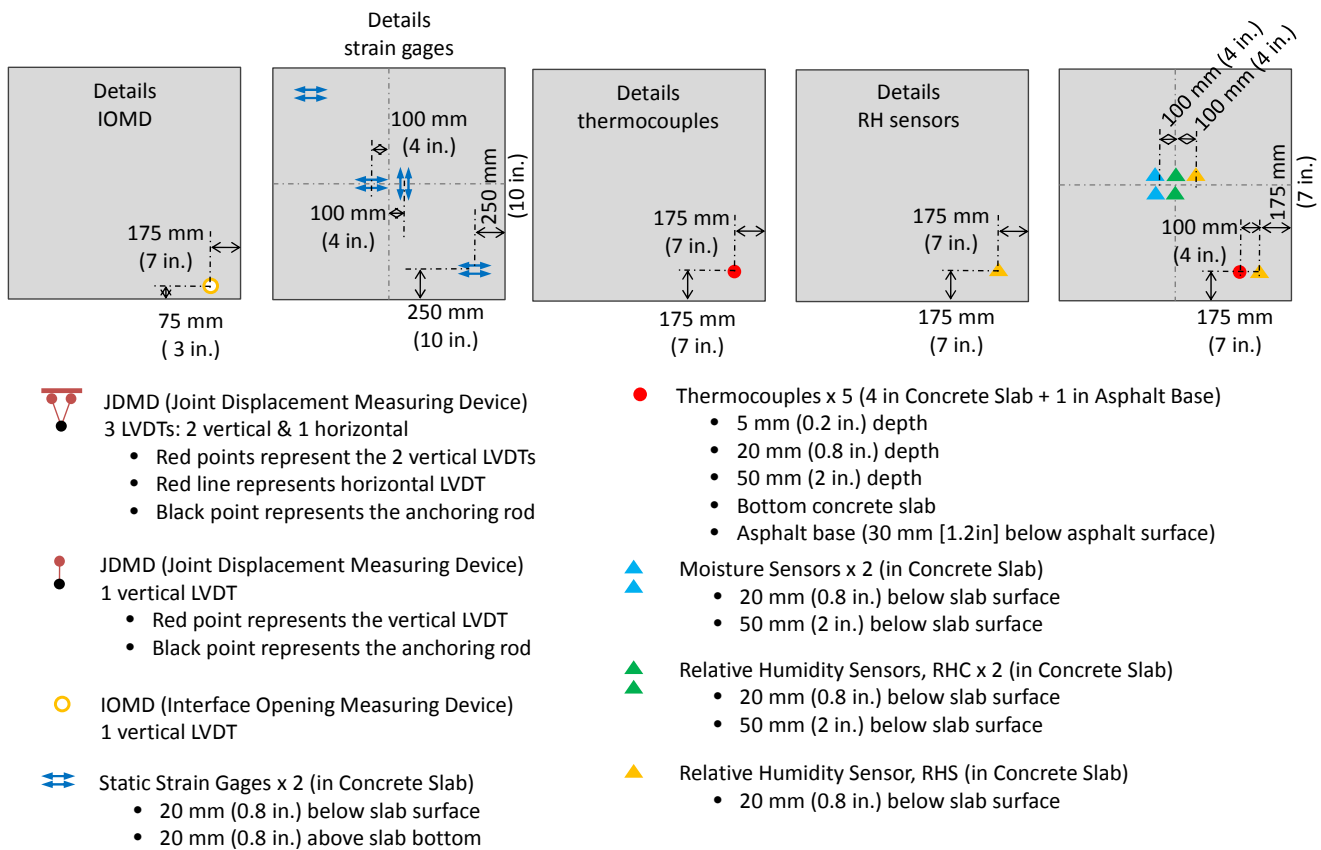 Details
strain gages
Details
IOMD
175 mm
(7 in.)
75 mm
( 3 in.)
100 mm
(4 in.)
100 mm
(4 in.)
250 mm
(10 in.)
250 mm
(10 in.)
Details
thermocouples
175 mm
(7 in.)
175 mm
(7 in.)
Details
RH sensors
175 mm
(7 in.)
175 mm
(7 in.)
100 mm (4 in.)
100 mm (4 in.)
175 mm
(7 in.)
100 mm
(4 in.)
175 mm
(7 in.)
JDMD (Joint Displacement Measuring Device)
3 LVDTs: 2 vertical & 1 horizontal
• Red points represent the 2 vertical LVDTs
• Red line represents horizontal LVDT
• Black point represents the anchoring rod
JDMD (Joint Displacement Measuring Device)
1 vertical LVDT
• Red point represents the vertical LVDT
• Black point represents the anchoring rod
IOMD (Interface Opening Measuring Device)
1 vertical LVDT
Static Strain Gages x 2 (in Concrete Slab)
• 20 mm (0.8 in.) below slab surface
• 20 mm (0.8 in.) above slab bottom
Thermocouples x 5 (4 in Concrete Slab + 1 in Asphalt Base)
• 5 mm (0.2 in.) depth
• 20 mm (0.8 in.) depth
• 50 mm (2 in.) depth
• Bottom concrete slab
• Asphalt base (30 mm [1.2in] below asphalt surface)
Moisture Sensors x 2 (in Concrete Slab)
• 20 mm (0.8 in.) below slab surface
• 50 mm (2 in.) below slab surface
Relative Humidity Sensors, RHC x 2 (in Concrete Slab)
• 20 mm (0.8 in.) below slab surface
• 50 mm (2 in.) below slab surface
Relative Humidity Sensor, RHS (in Concrete Slab)
• 20 mm (0.8 in.) below slab surface